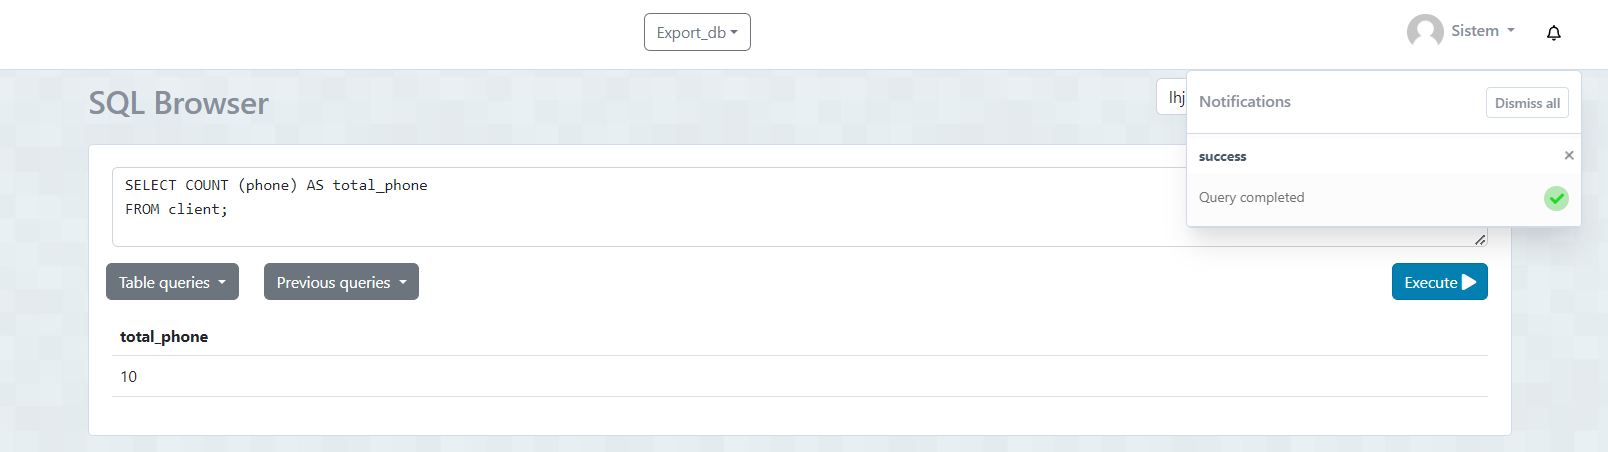 Export_db
Sistem
SQL Browser
lhj
Notifications
Dismiss all
success
×
Query completed
SELECT COUNT (phone) AS total_phone
FROM client;
Table queries
Previous queries
Execute
total_phone
10